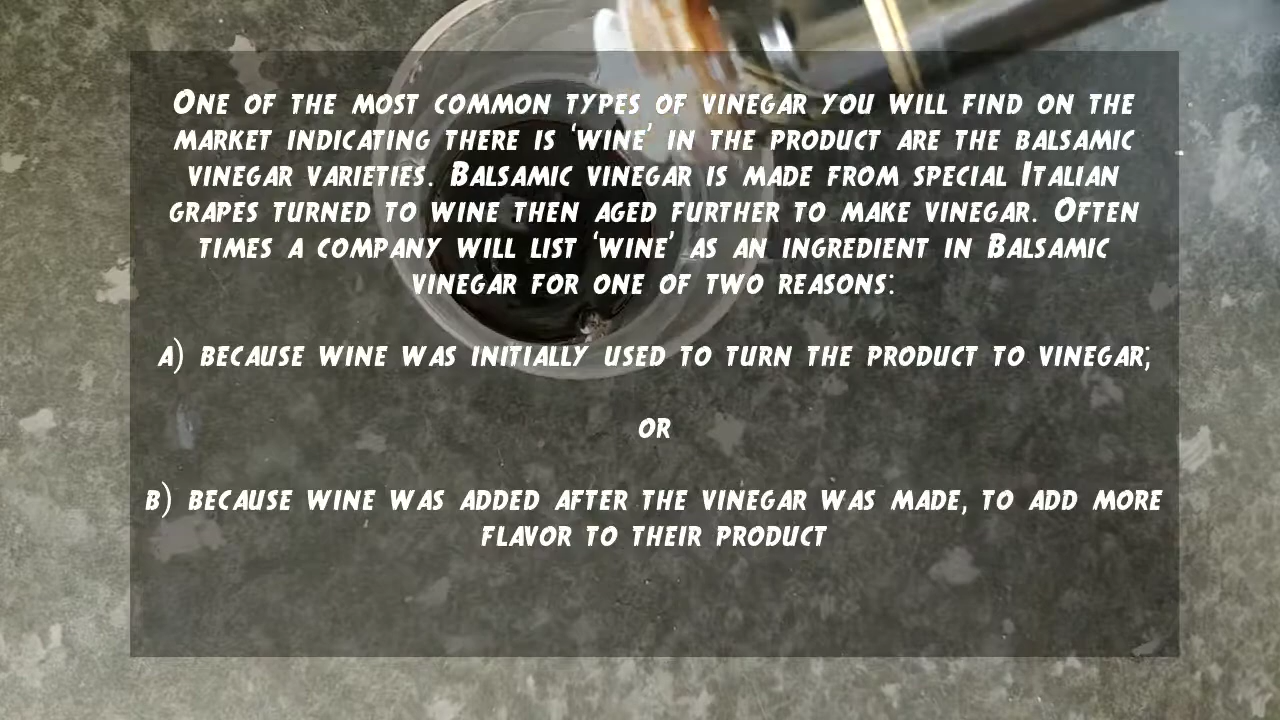 One of the most common types of vinegar you will find on the
market indicating there is 'wine' in the product are the balsamic
vinegar varieties. Balsamic vinegar is made from special Italian
grapes turned to wine then aged further to make vinegar. Often
times a company will list 'wine' as an ingredient in Balsamic
vinegar for one of two reasons:
a) because wine was initially used to turn the product to vinegar;
or
b) because wine was added after the vinegar was made, to add more
flavor to their product